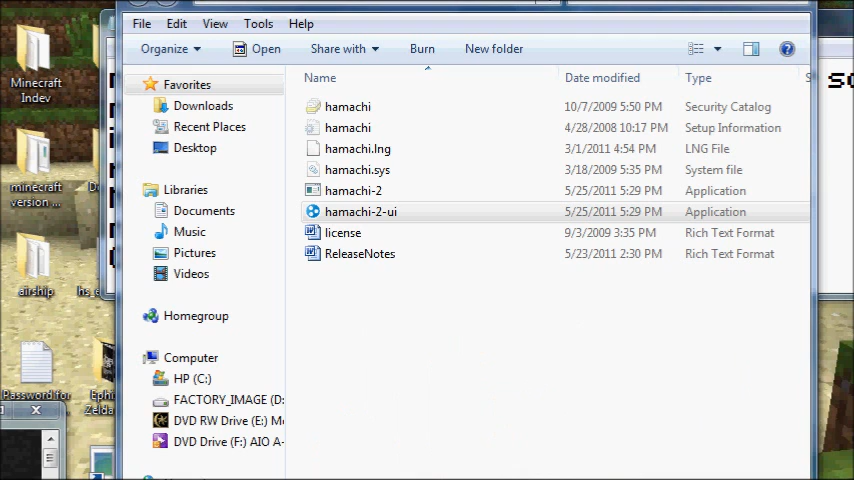 File Edit View Tools Help
Organize Open Share with Burn New folder
Name Date modified Type
hamachi 10/7/2009 5:50 PM Security Catalog
hamachi 4/28/2008 10:17 PM Setup Information
hamachi.lng 3/1/2011 4:54 PM LNG File
hamachi.sys 3/18/2009 5:35 PM System file
hamachi-2 5/25/2011 5:29 PM Application
hamachi-2-ui 5/25/2011 5:29 PM Application
license 9/3/2009 3:35 PM Rich Text Format
ReleaseNotes 5/23/2011 2:30 PM Rich Text Format
Favorites
Downloads
Recent Places
Desktop
Libraries
Documents
Music
Pictures
Videos
Homegroup
Computer
HP (C:)
FACTORY_IMAGE (D:
DVD RW Drive (E:) M
DVD Drive (F:) AIO A-
Minecraft
Indev
minecraft
version ...
airship
Password for
Ephi
Zelda